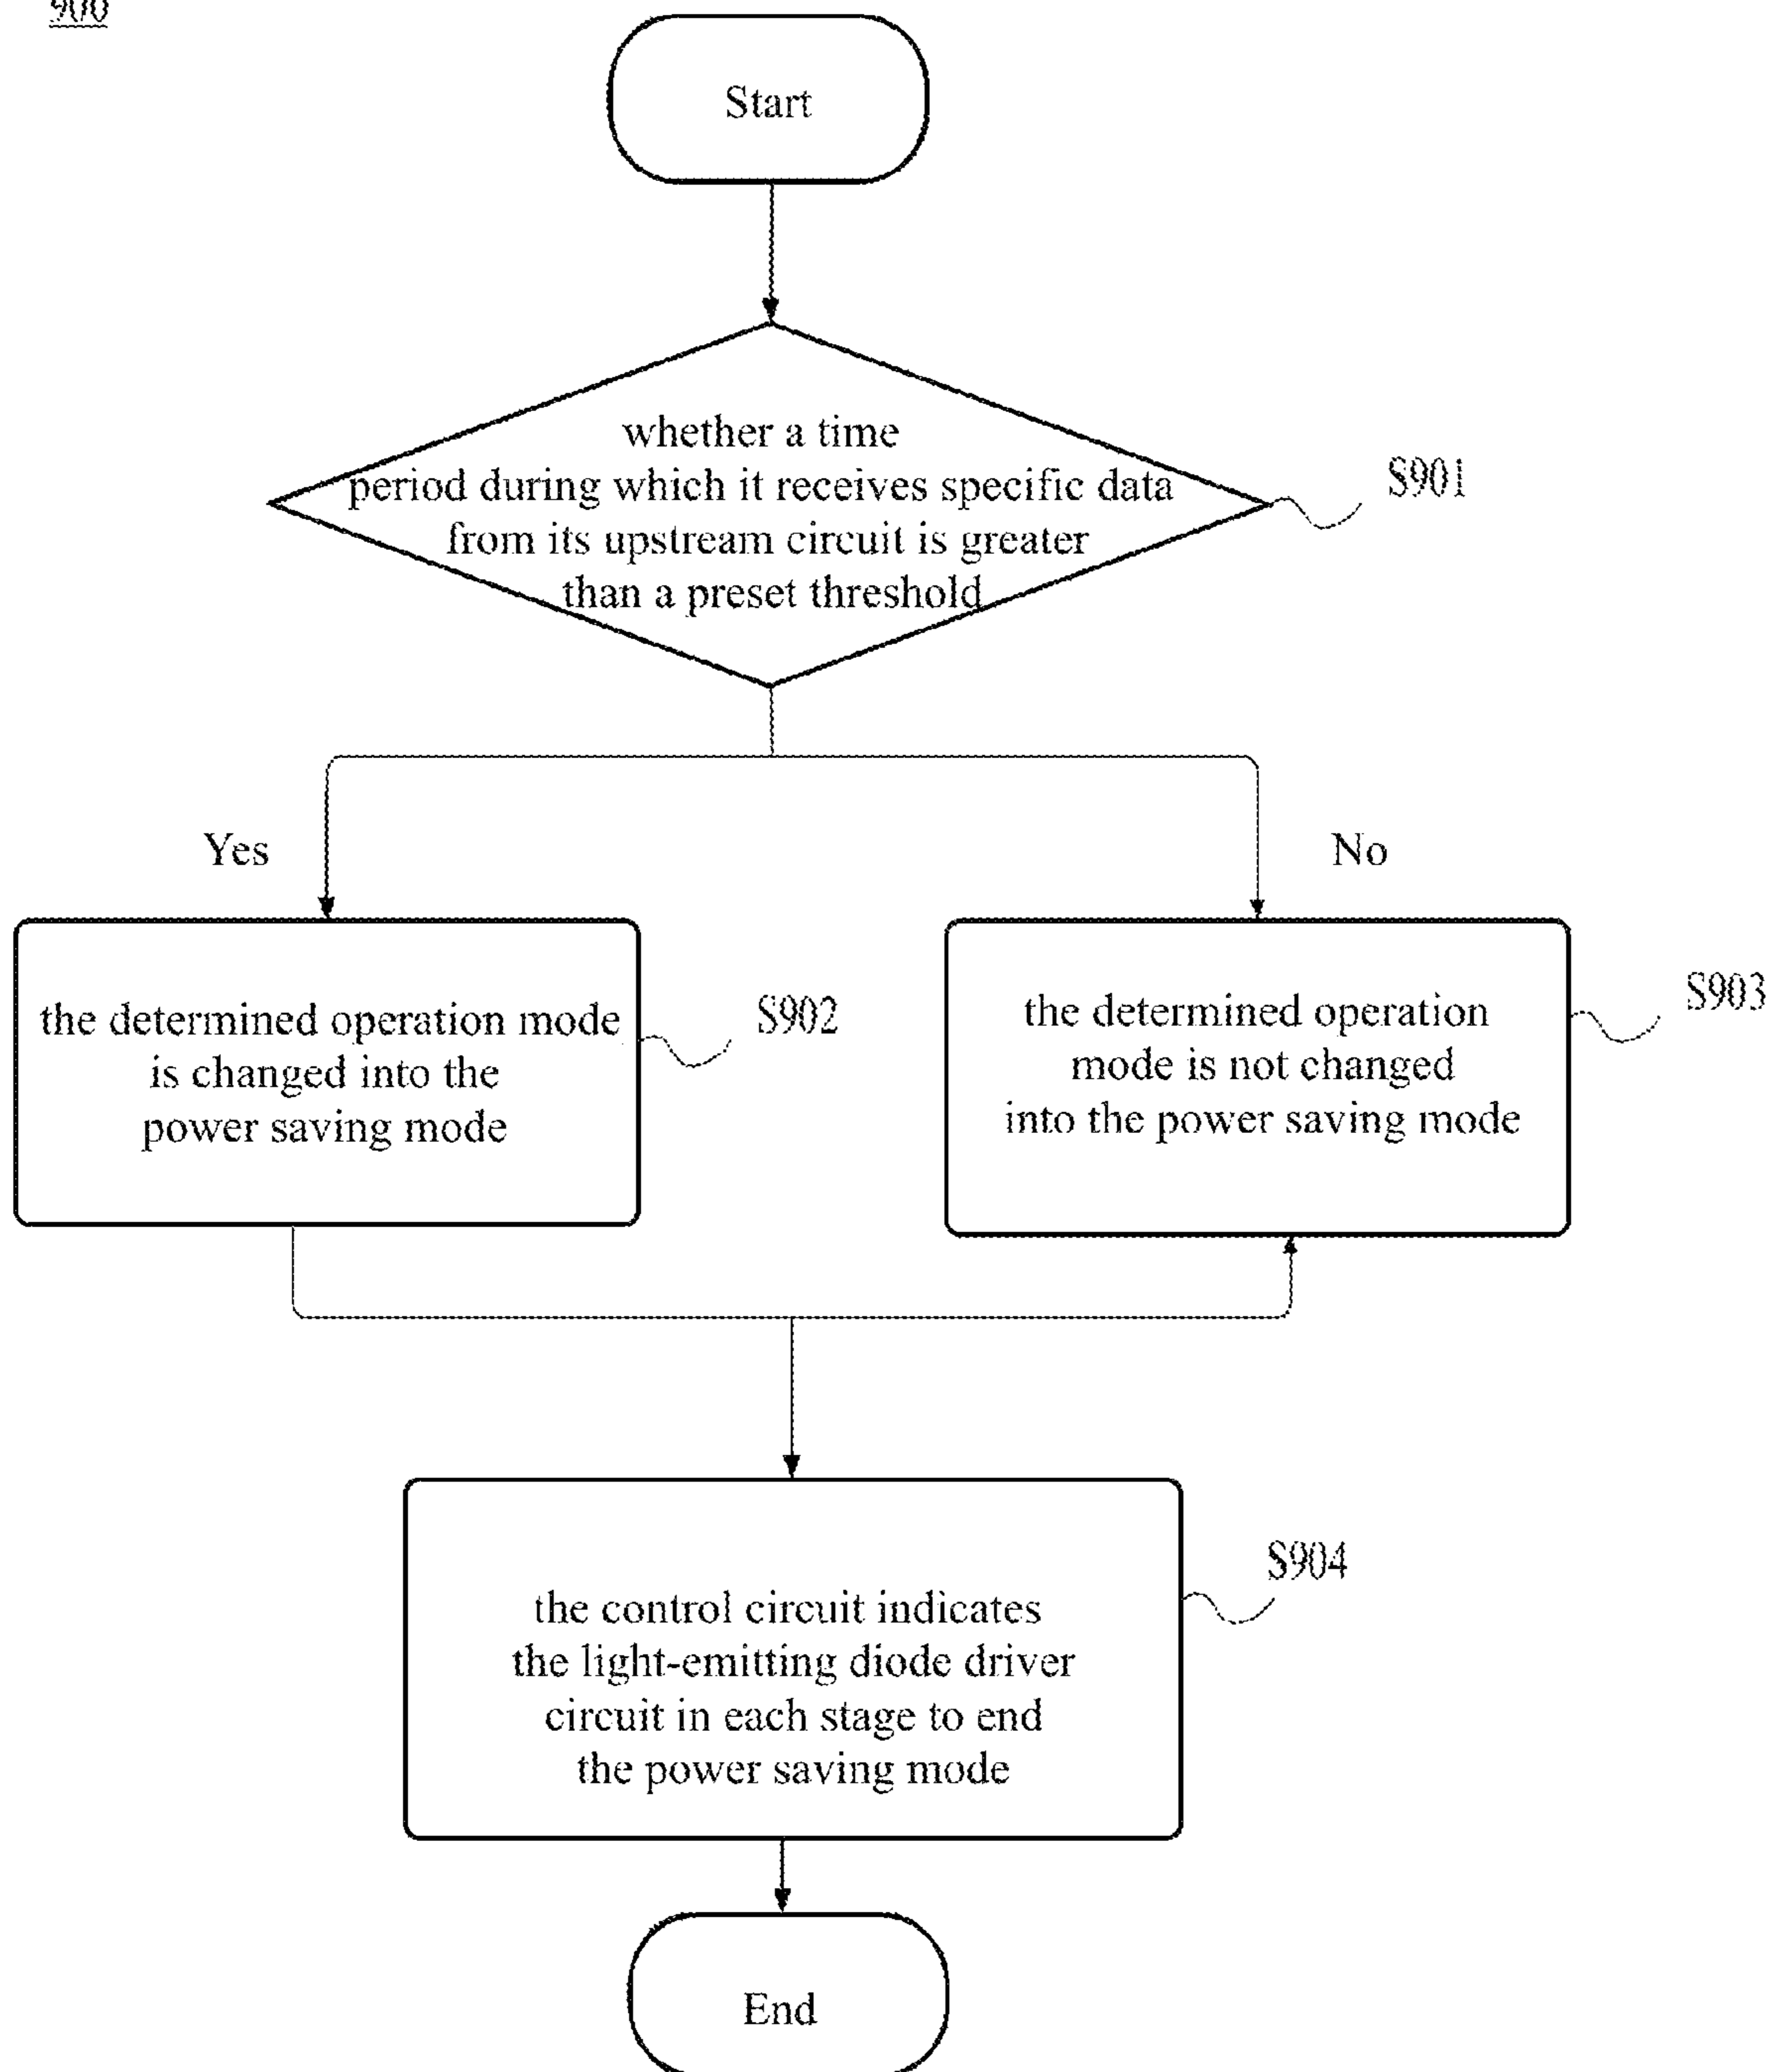 900
Start
whether a time
period during which it receives specific data
from its upstream circuit is greater
than a preset threshold
S901
Yes
No
the determined operation mode
is changed into the
power saving mode
S902
the determined operation
mode is not changed
into the power saving mode
S903
the control circuit indicates
the light-emitting diode driver
circuit in each stage to end
the power saving mode
S904
End